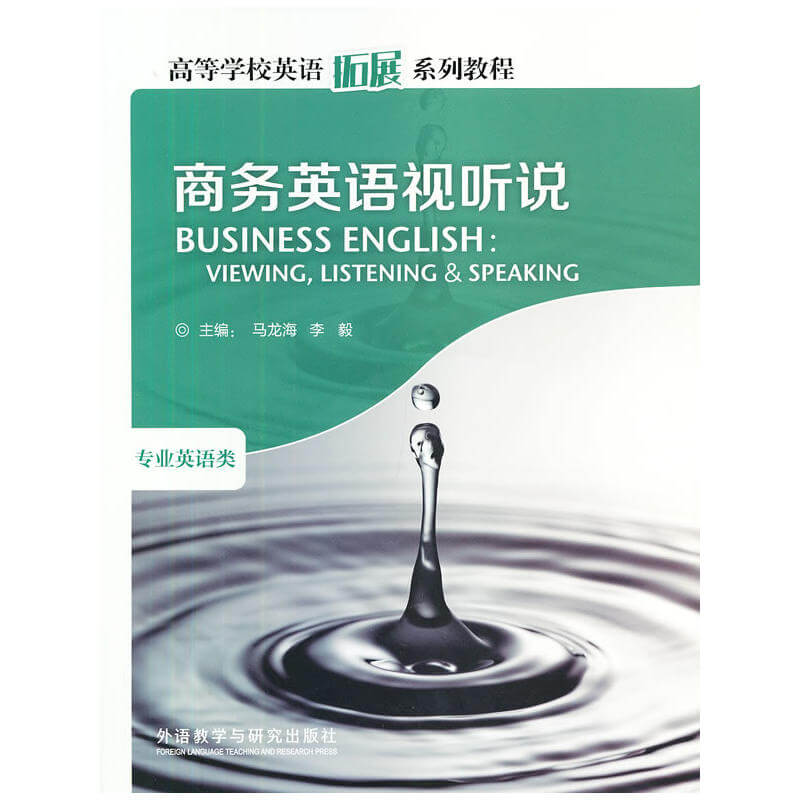 高等学校英语拓展系列教程
商务英语视听说
BUSINESS ENGLISH:
VIEWING, LISTENING & SPEAKING
◎ 主编: 马龙海 李 毅
专业英语类
外语教学与研究出版社
FOREIGN LANGUAGE TEACHING AND RESEARCH PRESS